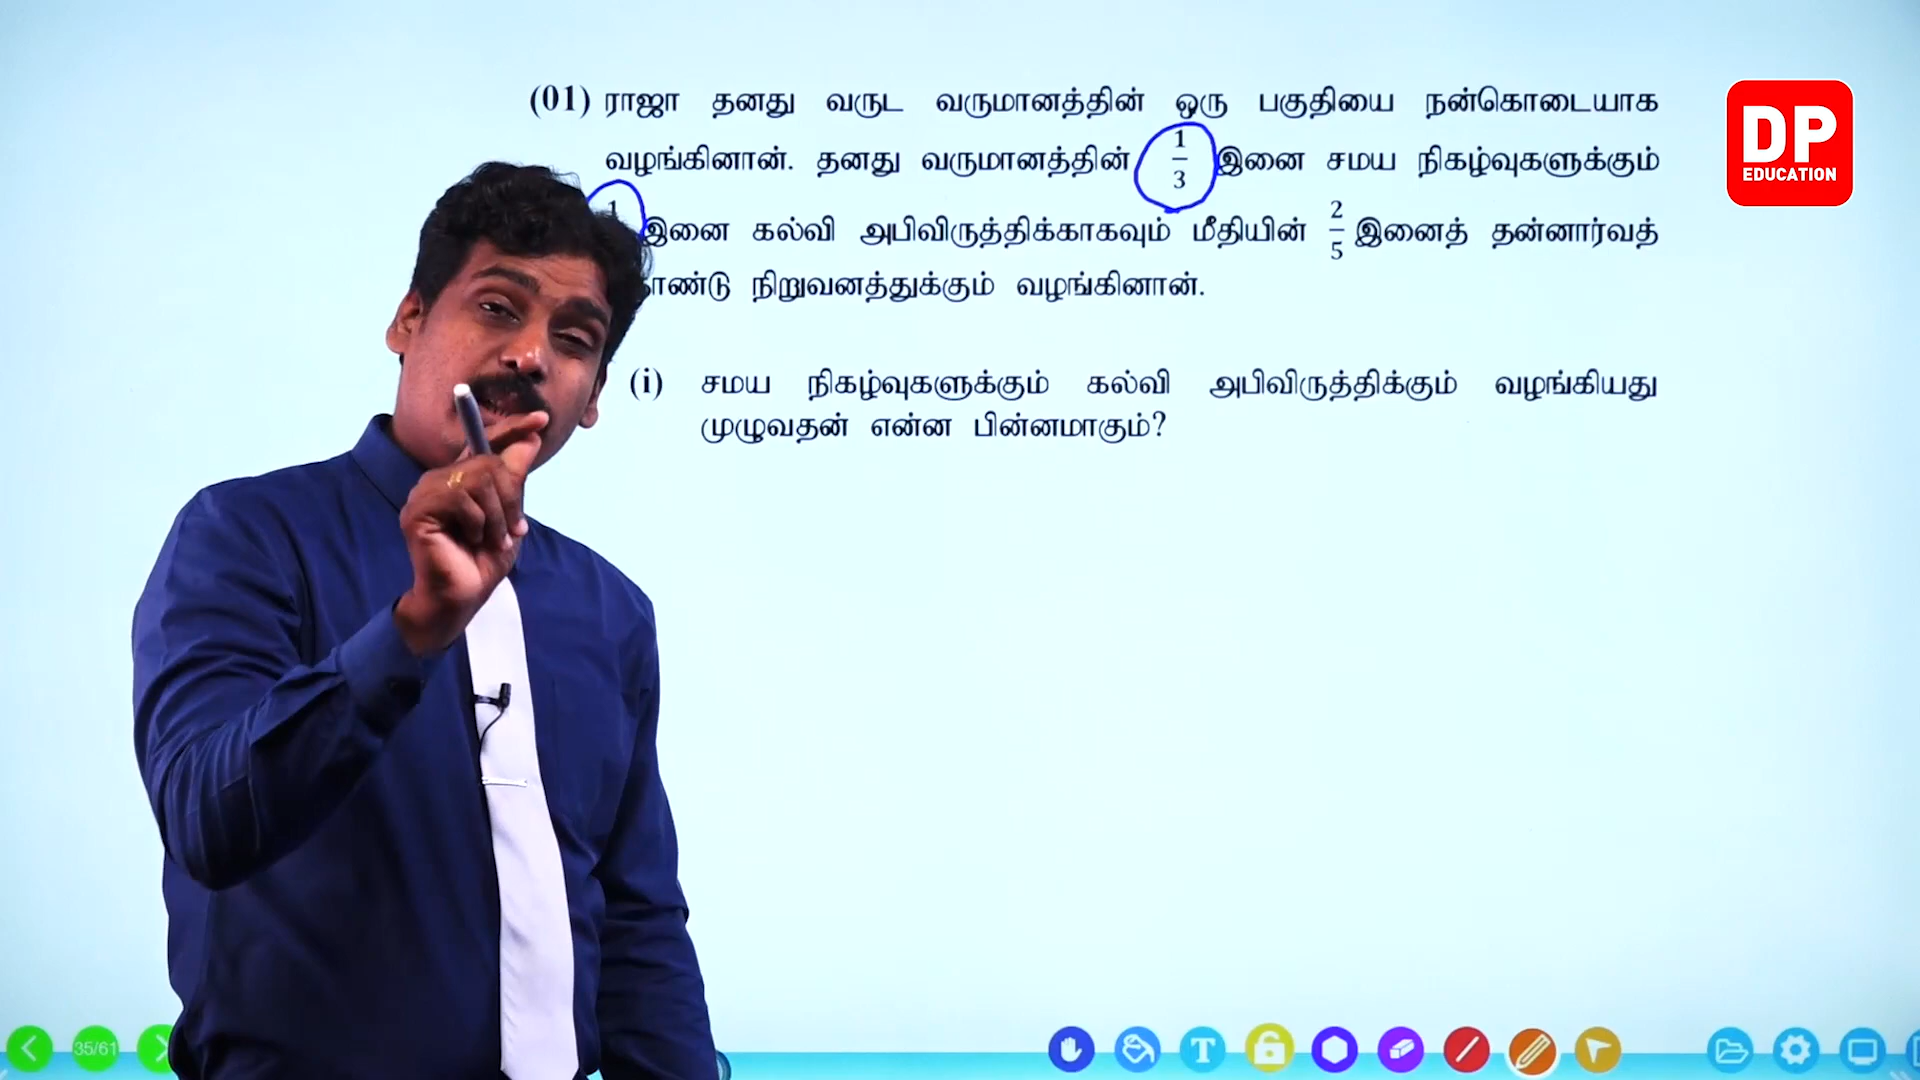 (01) ராஜா தனது வருட வருமானத்தின் ஒரு பகுதியை நன்கொடையாக
வழங்கினான். தனது வருமானத்தின் 1/3 இனை சமய நிகழ்வுகளுக்கும்
இனை கல்வி அபிவிருத்திக்காகவும் மீதியின் 2/5 இனைத் தன்னார்வத்
நிறுவனத்துக்கும் வழங்கினான்.
(i) சமய நிகழ்வுகளுக்கும் கல்வி அபிவிருத்திக்கும் வழங்கியது
முழுவதன் என்ன பின்னமாகும்?
DP
EDUCATION
35/61
T